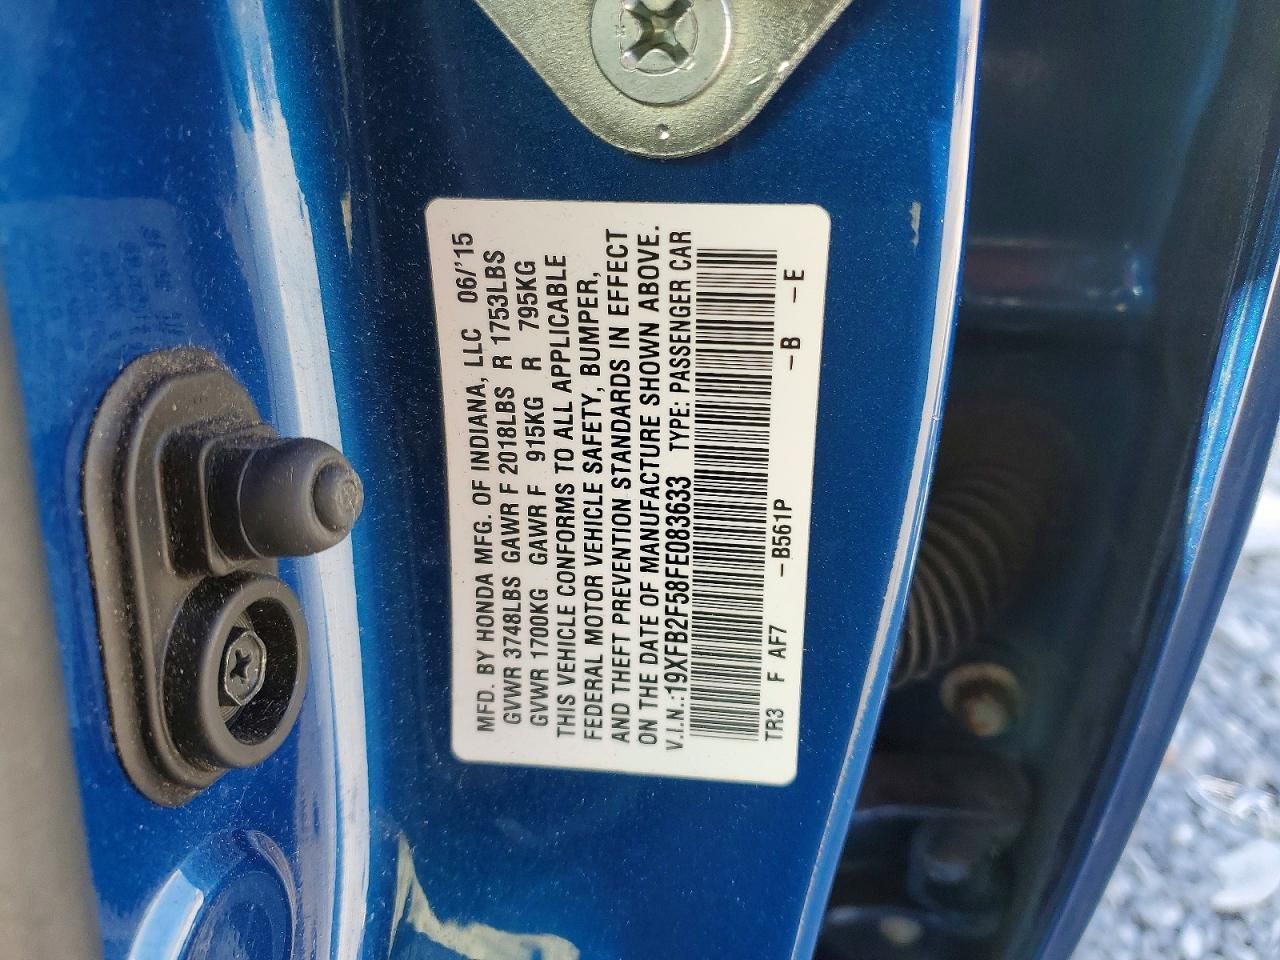 MFD. BY HONDA MFG. OF INDIANA, LLC 06/'15
GVWR 3748LBS GAWR F 2018LBS R 1753LBS
GVWR 1700KG GAWR F 915KG R 795KG
THIS VEHICLE CONFORMS TO ALL APPLICABLE
FEDERAL MOTOR VEHICLE SAFETY, BUMPER,
AND THEFT PREVENTION STANDARDS IN EFFECT
ON THE DATE OF MANUFACTURE SHOWN ABOVE.
V.I.N.:19XFB2F58FE083633 TYPE: PASSENGER CAR
TR3 F AF7 -B561P -B -E